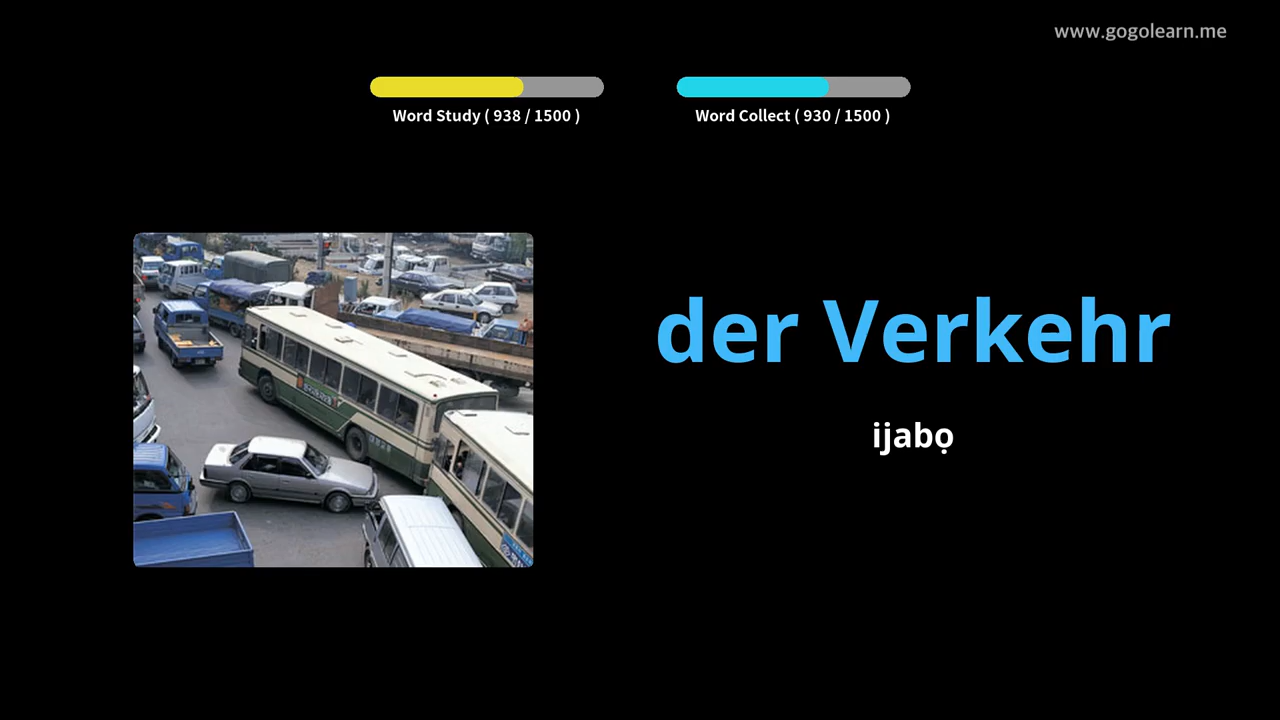 www.gogolearn.me
Word Study ( 938 / 1500 )
Word Collect ( 930 / 1500 )
der Verkehr
ijabọ